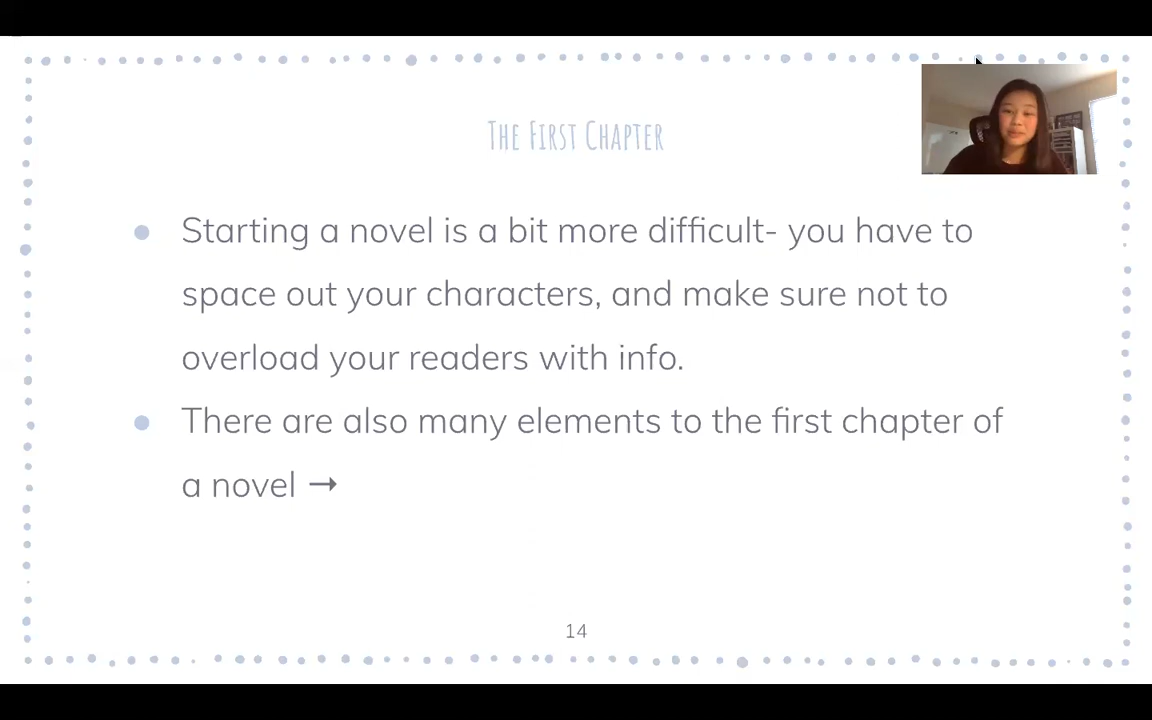 The First Chapter
● Starting a novel is a bit more difficult- you have to
space out your characters, and make sure not to
overload your readers with info.
● There are also many elements to the first chapter of
a novel →
14